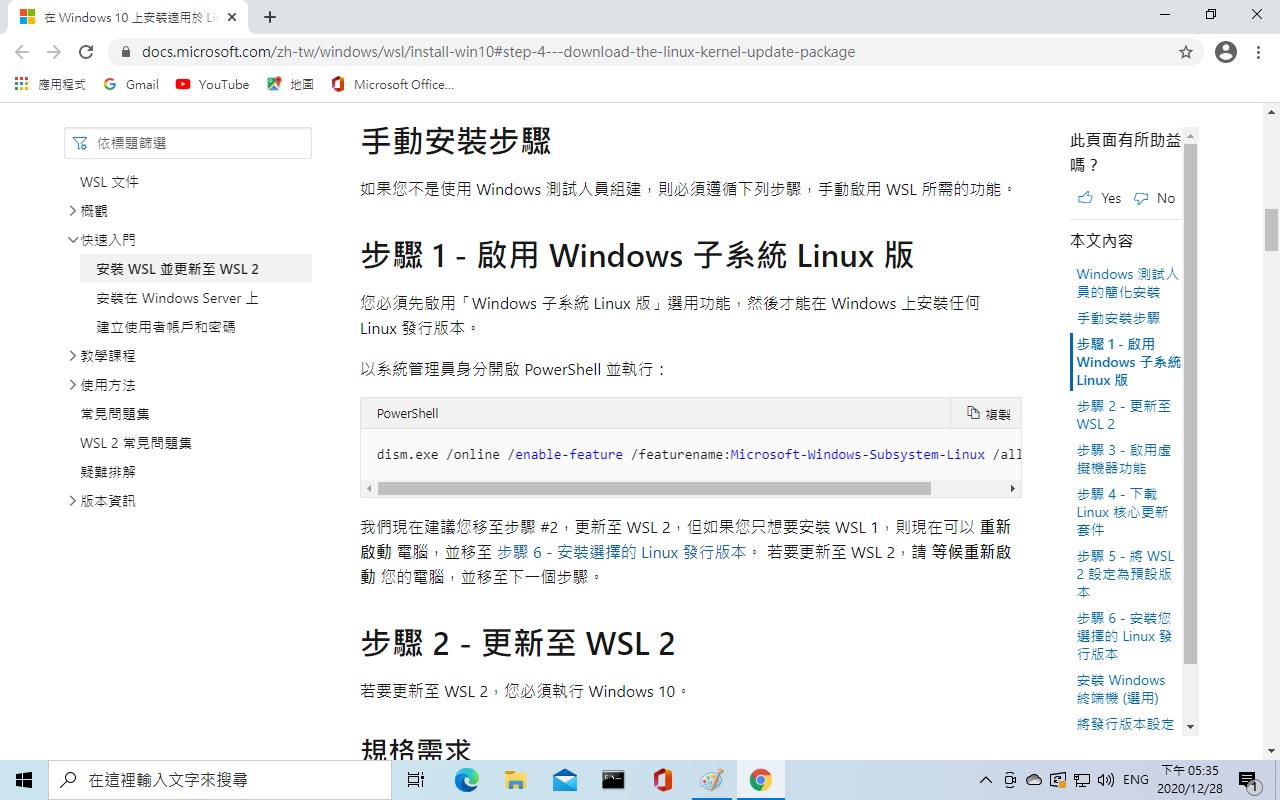 在 Windows 10 上安裝適用於 Li
docs.microsoft.com/zh-tw/windows/wsl/install-win10#step-4---download-the-linux-kernel-update-package
應用程式
Gmail
YouTube
地圖
Microsoft Office...
依標題篩選
WSL 文件
概觀
快速入門
安裝 WSL 並更新至 WSL 2
安裝在 Windows Server 上
建立使用者帳戶和密碼
教學課程
使用方法
常見問題集
WSL 2 常見問題集
疑難排解
版本資訊
手動安裝步驟
如果您不是使用 Windows 測試人員組建，則必須遵循下列步驟，手動啟用 WSL 所需的功能。
步驟 1 - 啟用 Windows 子系統 Linux 版
您必須先啟用「Windows 子系統 Linux 版」選用功能，然後才能在 Windows 上安裝任何
Linux 發行版本。
以系統管理員身分開啟 PowerShell 並執行：
PowerShell
複製
dism.exe /online /enable-feature /featurename:Microsoft-Windows-Subsystem-Linux /all
我們現在建議您移至步驟 #2，更新至 WSL 2，但如果您只想要安裝 WSL 1，則現在可以 重新
啟動 電腦，並移至 步驟 6 - 安裝選擇的 Linux 發行版本。 若要更新至 WSL 2，請 等候重新啟
動 您的電腦，並移至下一個步驟。
步驟 2 - 更新至 WSL 2
若要更新至 WSL 2，您必須執行 Windows 10。
規格需求
此頁面有所助益
嗎？
Yes
No
本文內容
Windows 測試人
員的簡化安裝
手動安裝步驟
步驟 1 - 啟用
Windows 子系統
Linux 版
步驟 2 - 更新至
WSL 2
步驟 3 - 啟用虛
擬機器功能
步驟 4 - 下載
Linux 核心更新
套件
步驟 5 - 將 WSL
2 設定為預設版
本
步驟 6 - 安裝您
選擇的 Linux 發
行版本
安裝 Windows
終端機 (選用)
將發行版本設定
在這裡輸入文字來搜尋
ENG
下午 05:35
2020/12/28
1